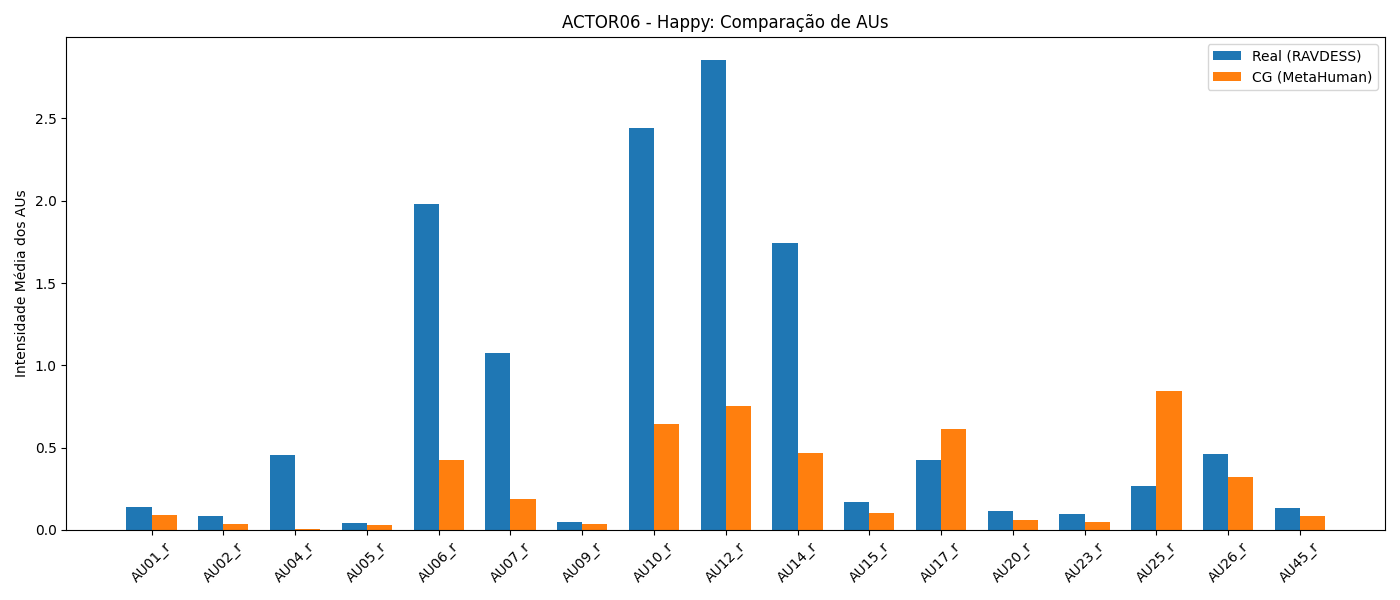 ACTOR06 - Happy: Comparação de AUs
Real (RAVDESS)
CG (MetaHuman)
Intensidade Média dos AUs
2.5
2.0
1.5
1.0
0.5
0.0
AU01_r
AU02_r
AU04_r
AU05_r
AU06_r
AU07_r
AU09_r
AU10_r
AU12_r
AU14_r
AU15_r
AU17_r
AU20_r
AU23_r
AU25_r
AU26_r
AU45_r